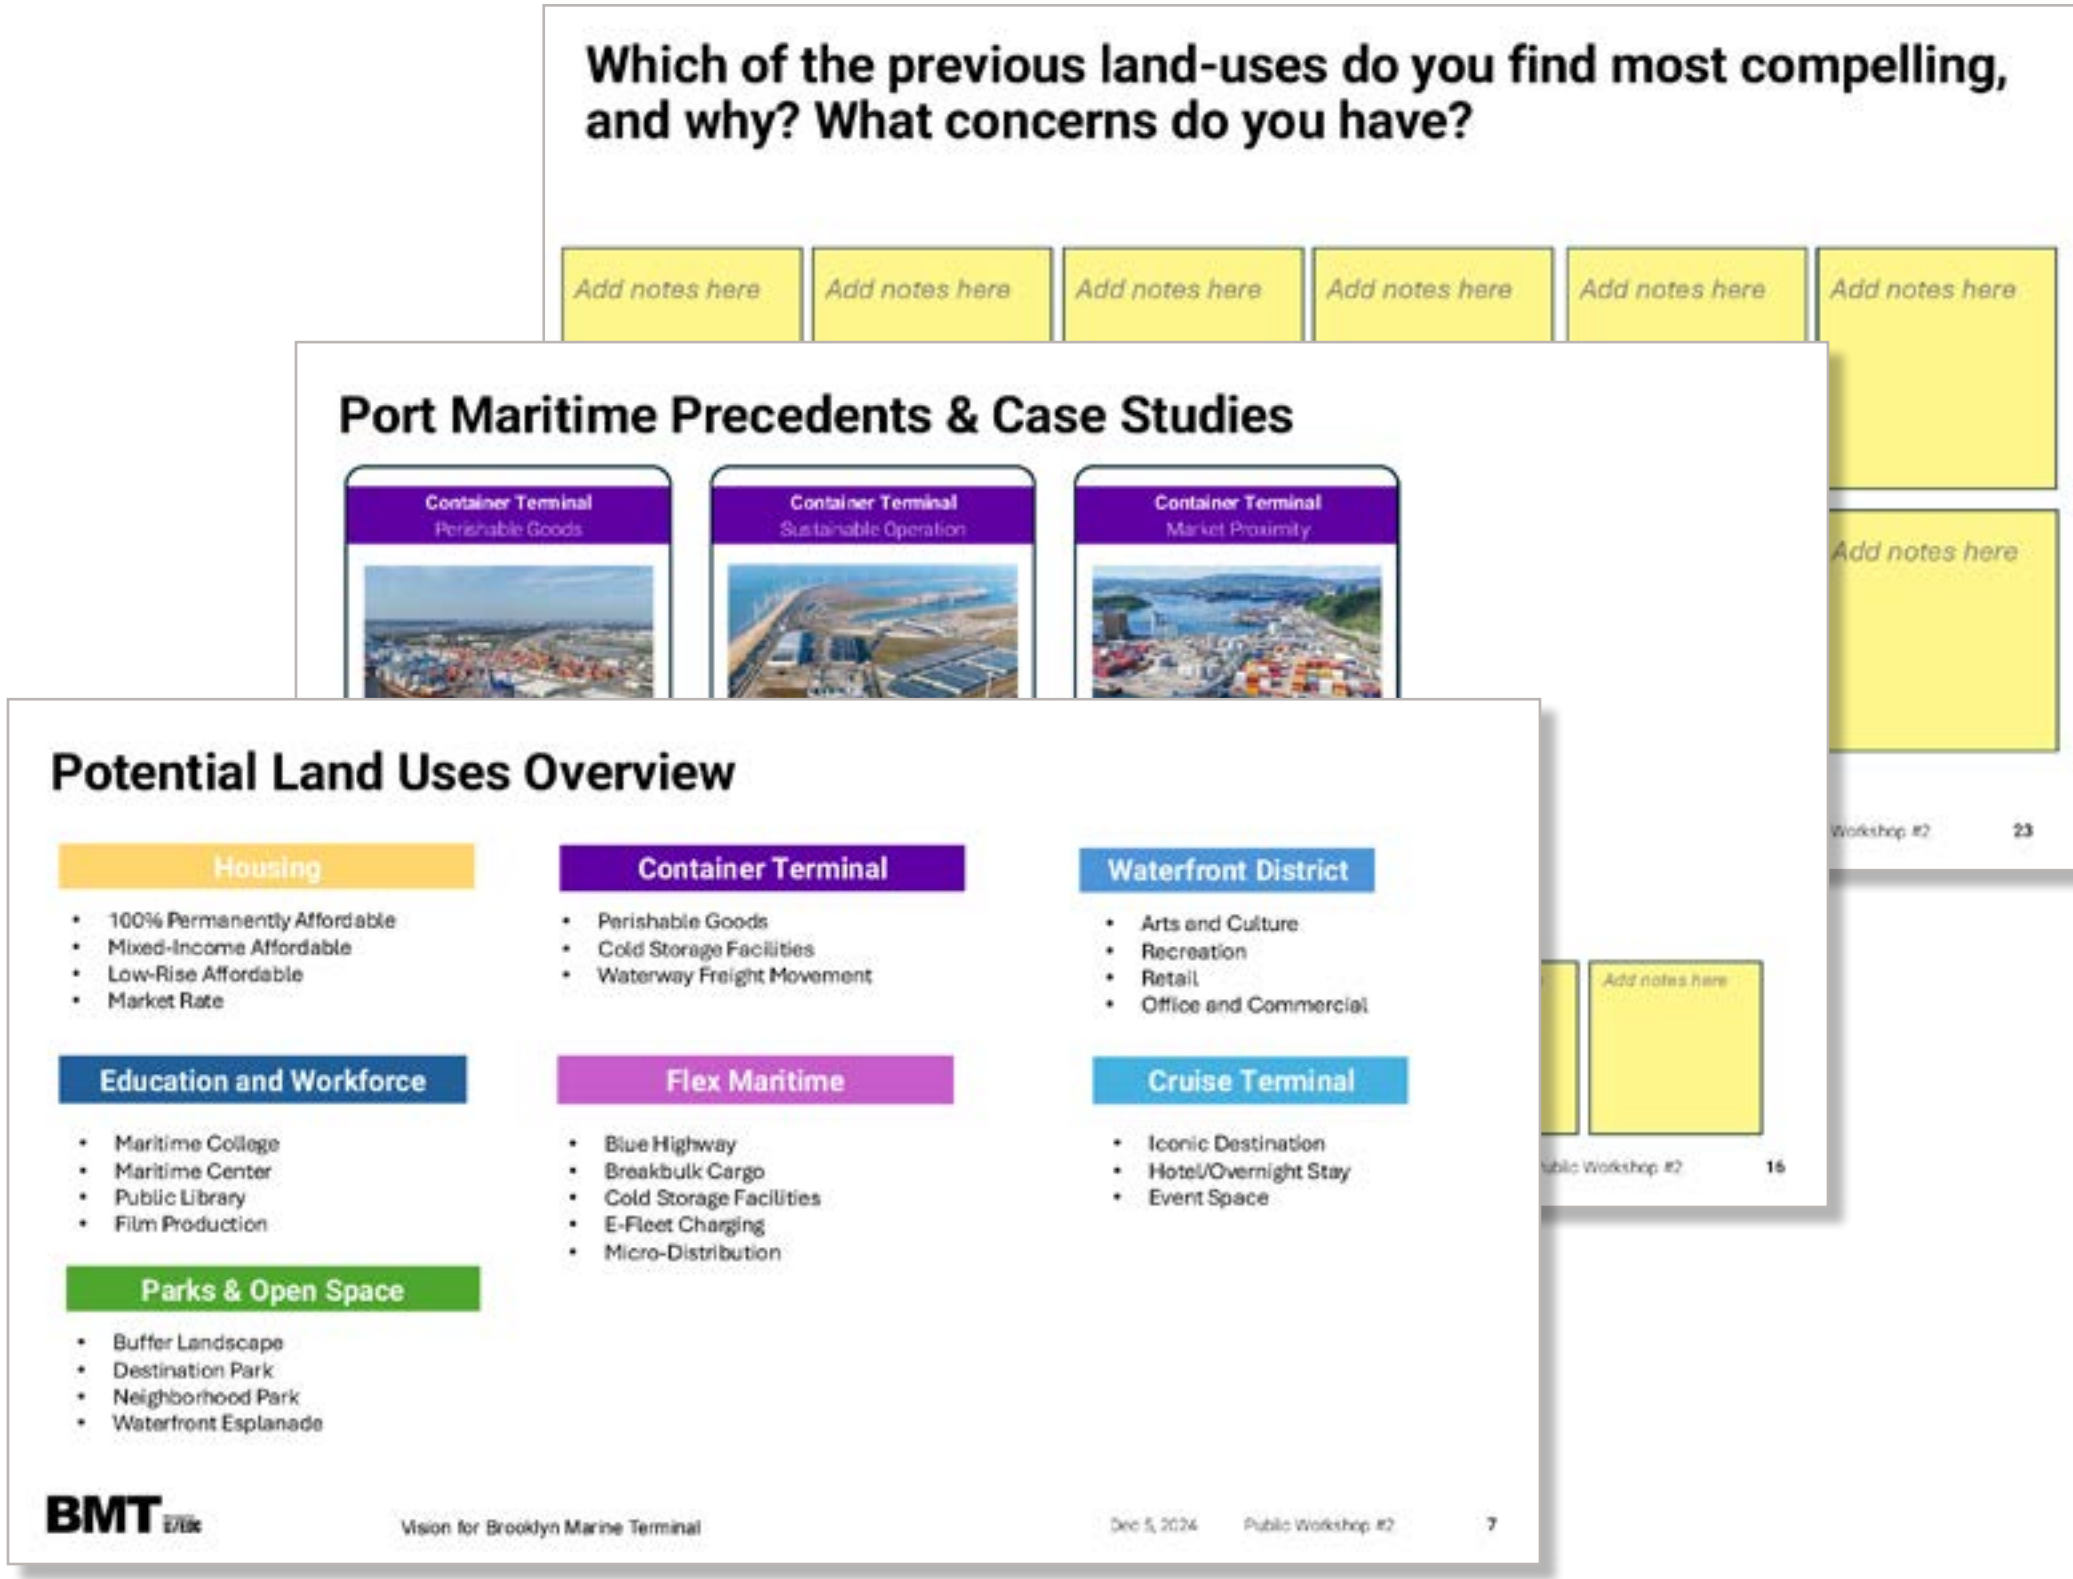 Which of the previous land-uses do you find most compelling,
and why? What concerns do you have?
Add notes here
Add notes here
Add notes here
Add notes here
Add notes here
Add notes here
Add notes here
Workshop #2
23
Port Maritime Precedents & Case Studies
Container Terminal
Perishable Goods
Container Terminal
Sustainable Operation
Container Terminal
Market Proximity
Add notes here
Workshop #2
16
Potential Land Uses Overview
Housing
• 100% Permanently Affordable
• Mixed-Income Affordable
• Low-Rise Affordable
• Market Rate
Container Terminal
• Perishable Goods
• Cold Storage Facilities
• Waterway Freight Movement
Waterfront District
• Arts and Culture
• Recreation
• Retail
• Office and Commercial
Education and Workforce
• Maritime College
• Maritime Center
• Public Library
• Film Production
Flex Maritime
• Blue Highway
• Breakbulk Cargo
• Cold Storage Facilities
• E-Fleet Charging
• Micro-Distribution
Cruise Terminal
• Iconic Destination
• Hotel/Overnight Stay
• Event Space
Parks & Open Space
• Buffer Landscape
• Destination Park
• Neighborhood Park
• Waterfront Esplanade
BMT
Vision for Brooklyn Marine Terminal
Dec 5, 2024
Public Workshop #2
7